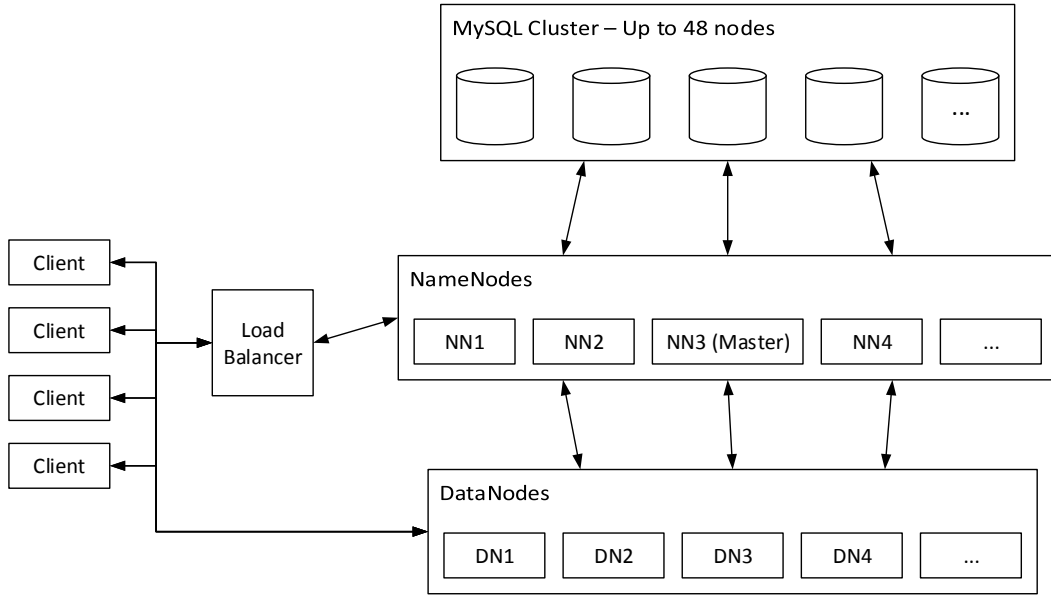 MySQL Cluster – Up to 48 nodes
...
Client
Client
Client
Client
Load
Balancer
NameNodes
NN1
NN2
NN3 (Master)
NN4
...
DataNodes
DN1
DN2
DN3
DN4
...